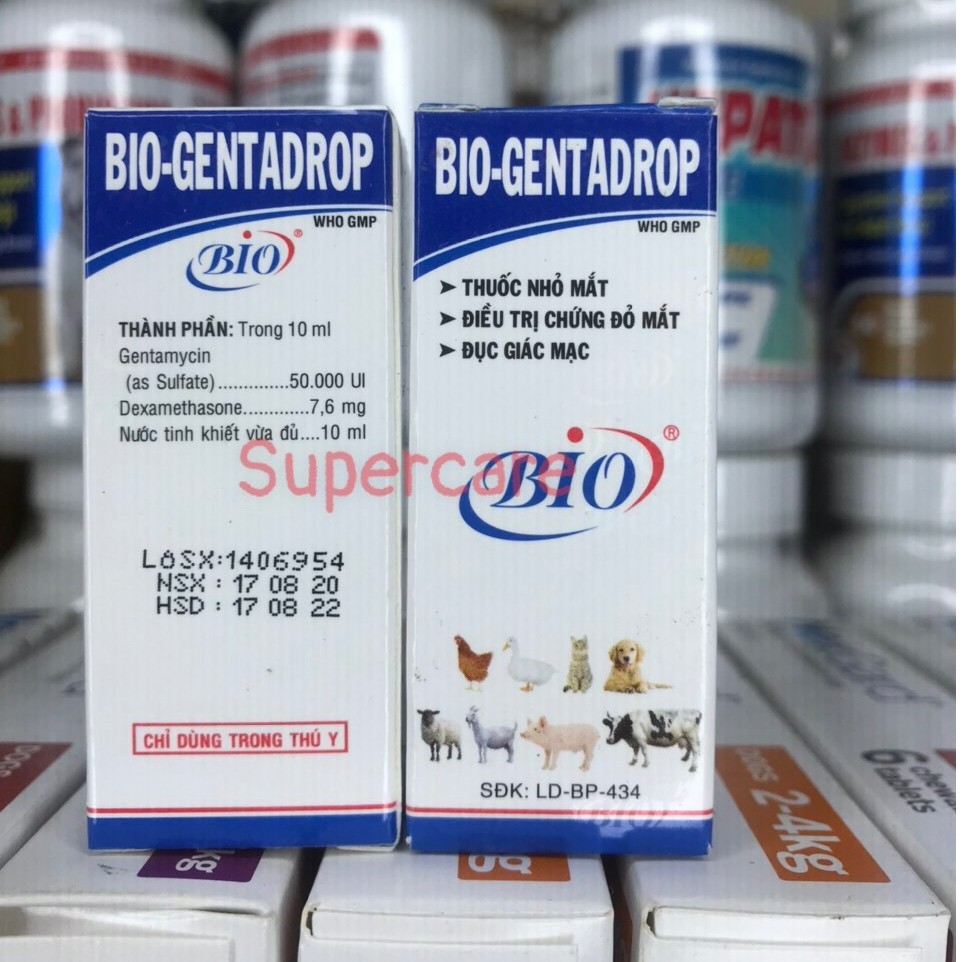 BIO-GENTADROP
WHO GMP
BIO®
THÀNH PHẦN: Trong 10 ml
Gentamycin
(as Sulfate)..............50.000 UI
Dexamethasone.............7,6 mg
Nước tinh khiết vừa đủ....10 ml
LôSX:1406954
NSX : 17 08 20
HSD : 17 08 22
CHỈ DÙNG TRONG THÚ Y
BIO-GENTADROP
WHO GMP
➤ THUỐC NHỎ MẮT
➤ ĐIỀU TRỊ CHỨNG ĐỎ MẮT
➤ ĐỤC GIÁC MẠC
BIO®
SĐK: LD-BP-434
Supercare
kg
DOGS 2-4kg
6 chewable
tablets
DOGS